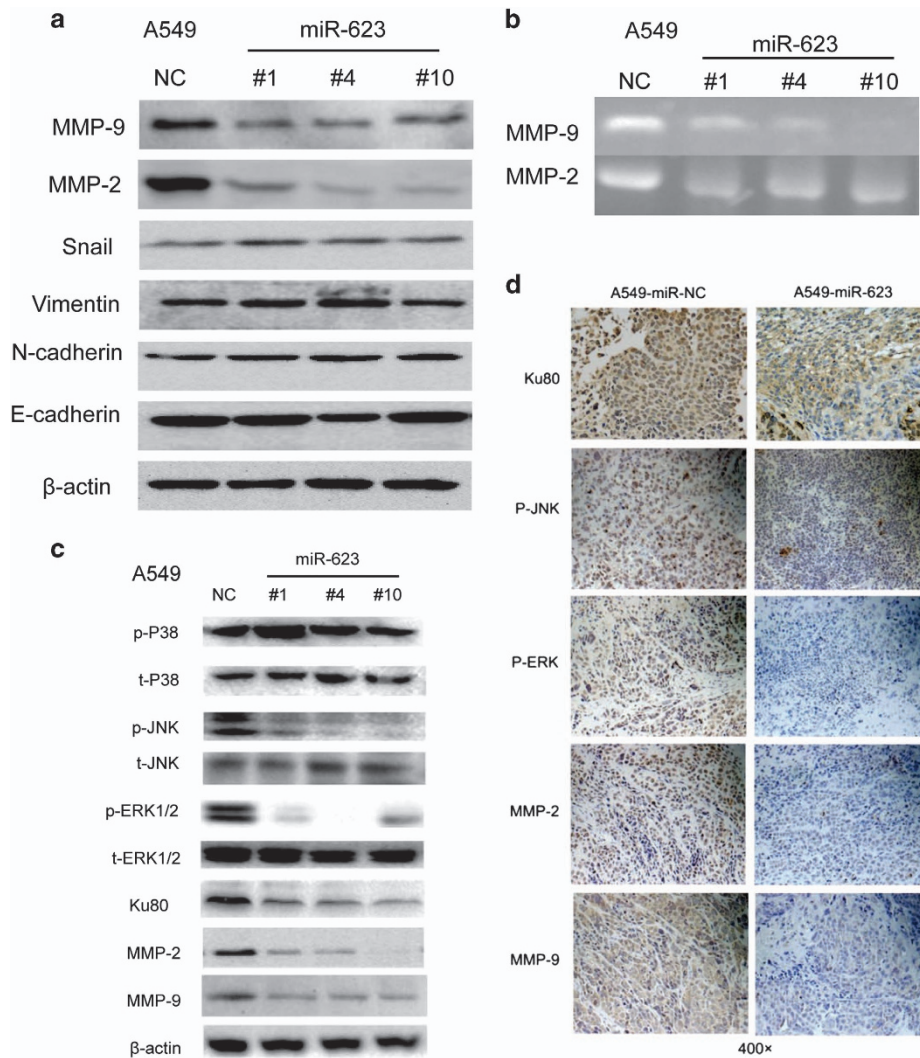 a
A549 miR-623
NC #1 #4 #10
MMP-9
MMP-2
Snail
Vimentin
N-cadherin
E-cadherin
β-actin
b
A549 miR-623
NC #1 #4 #10
MMP-9
MMP-2
c
A549 miR-623
NC #1 #4 #10
p-P38
t-P38
p-JNK
t-JNK
p-ERK1/2
t-ERK1/2
Ku80
MMP-2
MMP-9
β-actin
d
A549-miR-NC A549-miR-623
Ku80
P-JNK
P-ERK
MMP-2
MMP-9
400×